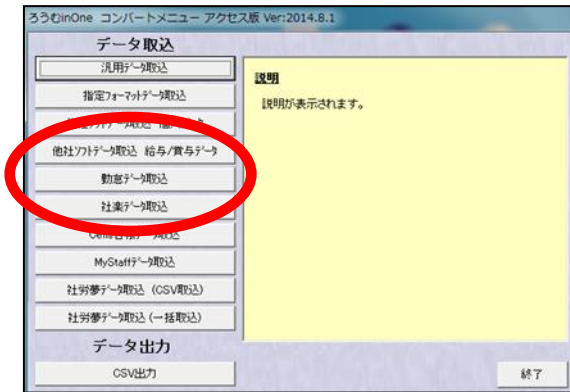 ろうむinOne コンバートメニュー アクセス版 Ver:2014.8.1
データ取込
汎用ﾃﾞｰﾀ取込
指定ﾌｫｰﾏｯﾄﾃﾞｰﾀ取込
他社ｿﾌﾄﾃﾞｰﾀ取込 給与/賞与ﾃﾞｰﾀ
勤怠ﾃﾞｰﾀ取込
社楽ﾃﾞｰﾀ取込
MyStaffﾃﾞｰﾀ取込
社労夢ﾃﾞｰﾀ取込 (CSV取込)
社労夢ﾃﾞｰﾀ取込 (一括取込)
データ出力
CSV出力
説明
説明が表示されます。
終了